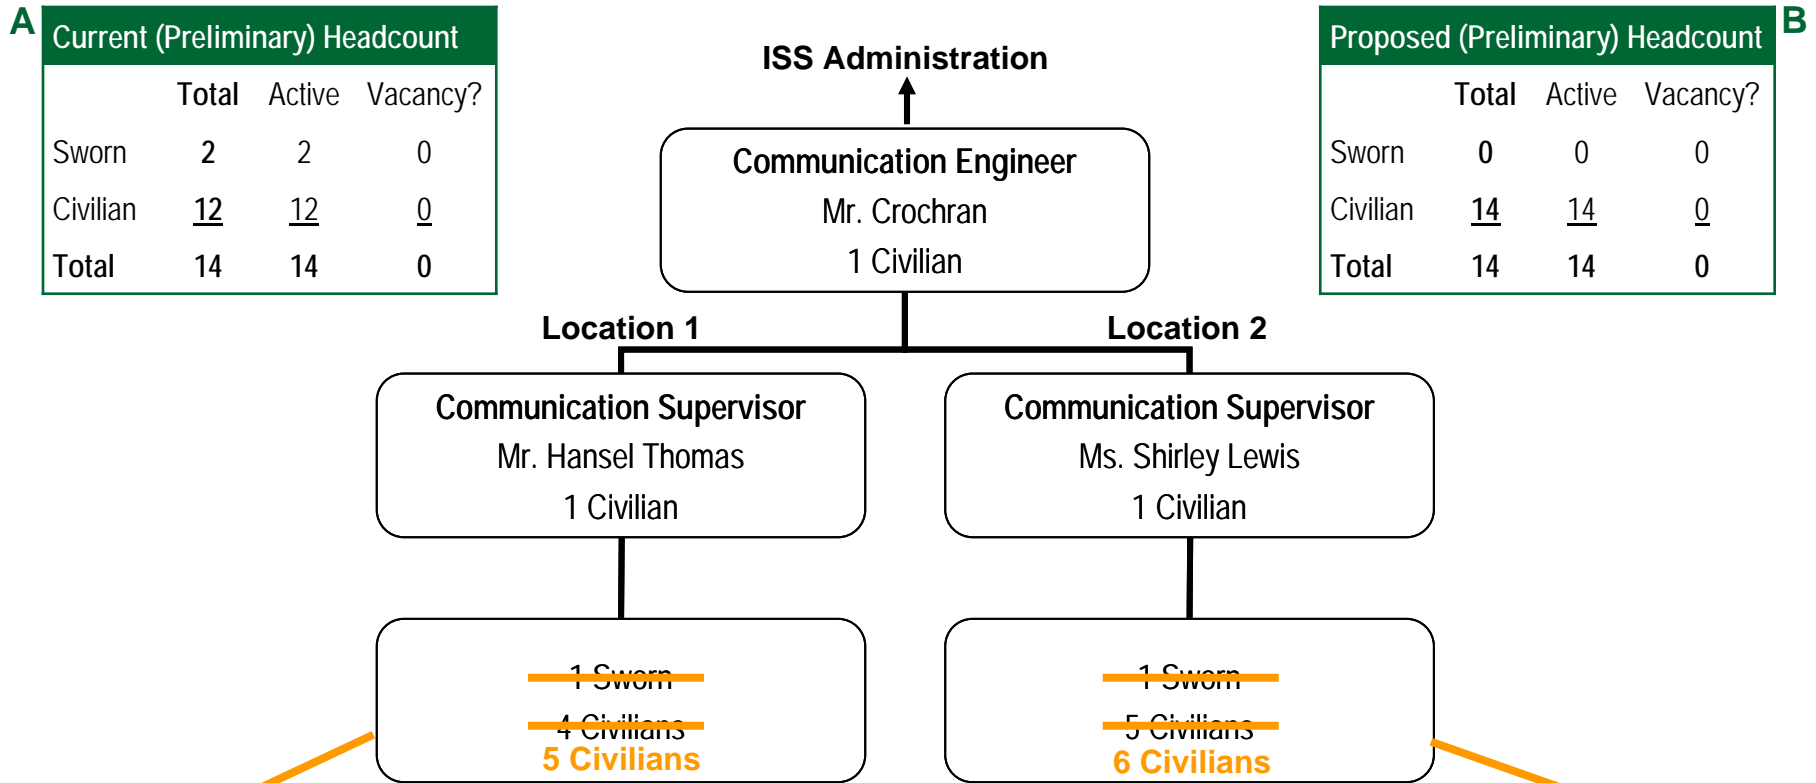 A
Current (Preliminary) Headcount
Total Active Vacancy?
Sworn 2 2 0
Civilian 12 12 0
Total 14 14 0
ISS Administration
B
Proposed (Preliminary) Headcount
Total Active Vacancy?
Sworn 0 0 0
Civilian 14 14 0
Total 14 14 0
Communication Engineer
Mr. Crochran
1 Civilian
Location 1
Location 2
Communication Supervisor
Mr. Hansel Thomas
1 Civilian
Communication Supervisor
Ms. Shirley Lewis
1 Civilian
1 Sworn
4 Civilians
5 Civilians
1 Sworn
5 Civilians
6 Civilians